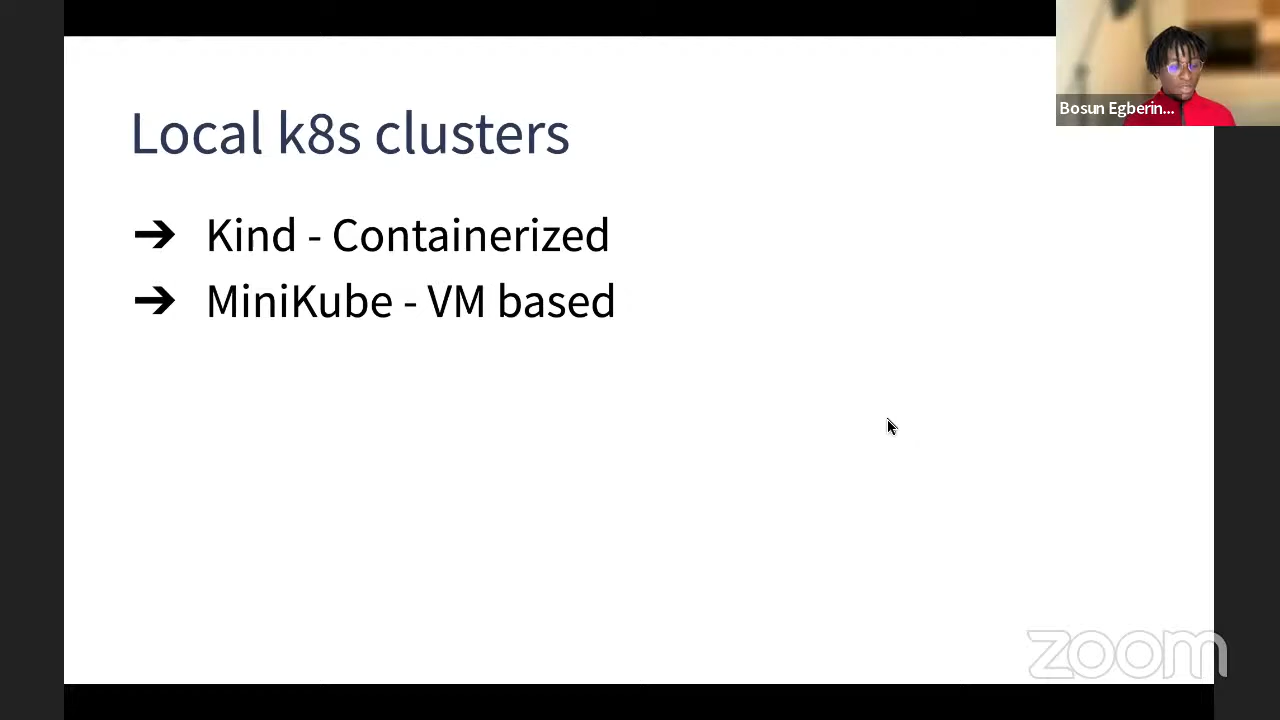 Local k8s clusters
➔ Kind - Containerized
➔ MiniKube - VM based
Bosun Egberin...
zoom